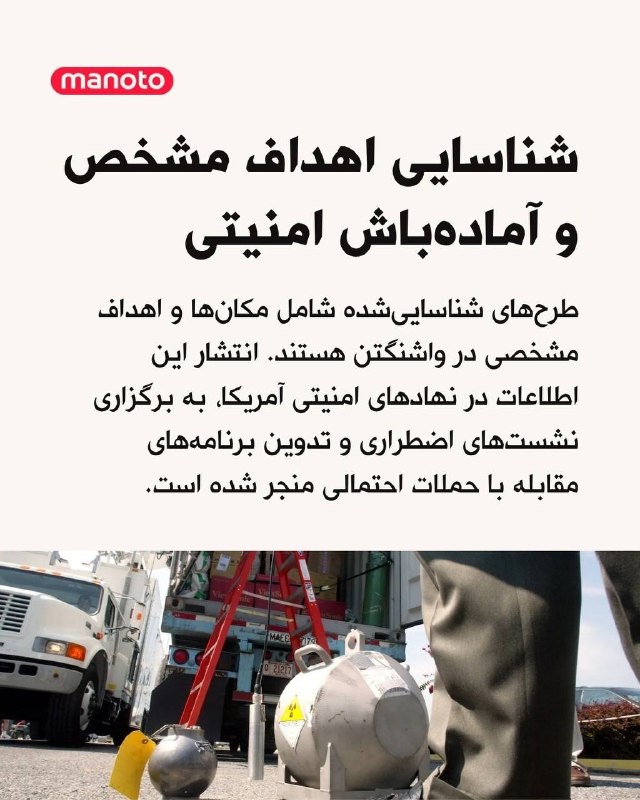 manoto
شناسایی اهداف مشخص
و آماده‌باش امنیتی
طرح‌های شناسایی‌شده شامل مکان‌ها و اهداف
مشخصی در واشنگتن هستند. انتشار این
اطلاعات در نهادهای امنیتی آمریکا، به برگزاری
نشست‌های اضطراری و تدوین برنامه‌های
مقابله با حملات احتمالی منجر شده است.